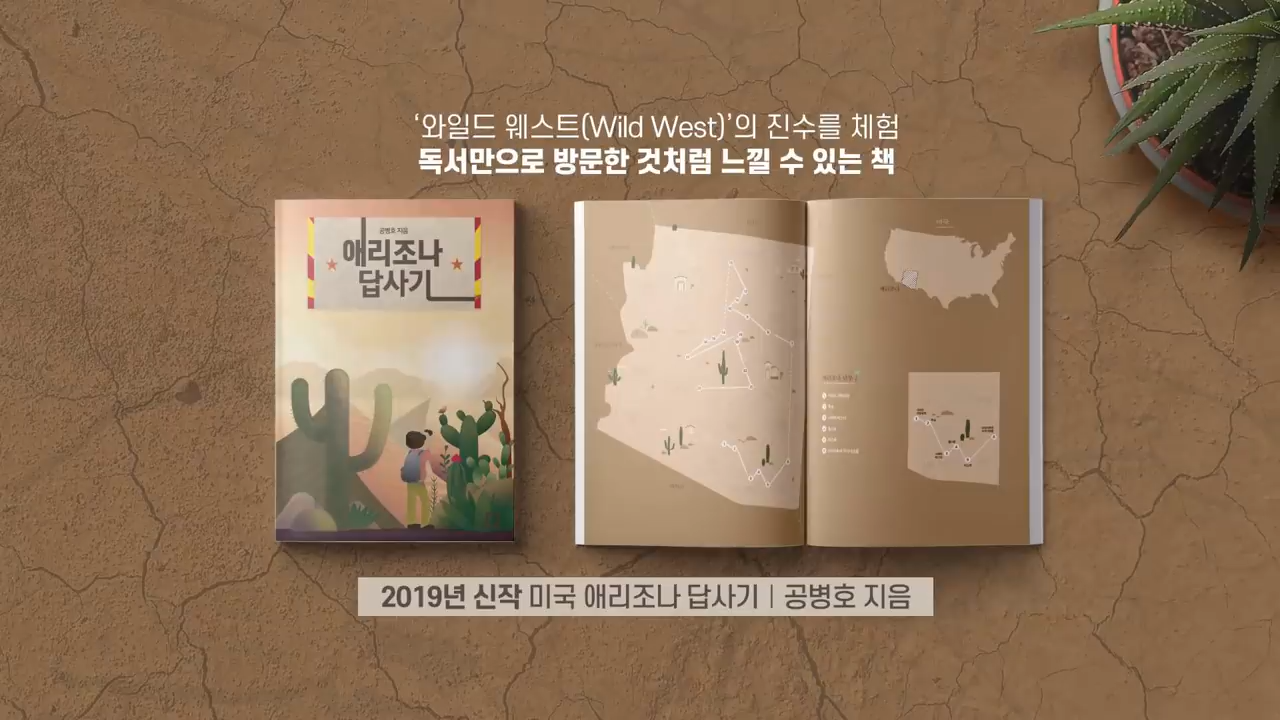 ‘와일드 웨스트(Wild West)’의 진수를 체험
독서만으로 방문한 것처럼 느낄 수 있는 책
공병호 지음
애리조나
답사기
2019년 신작 미국 애리조나 답사기 | 공병호 지음